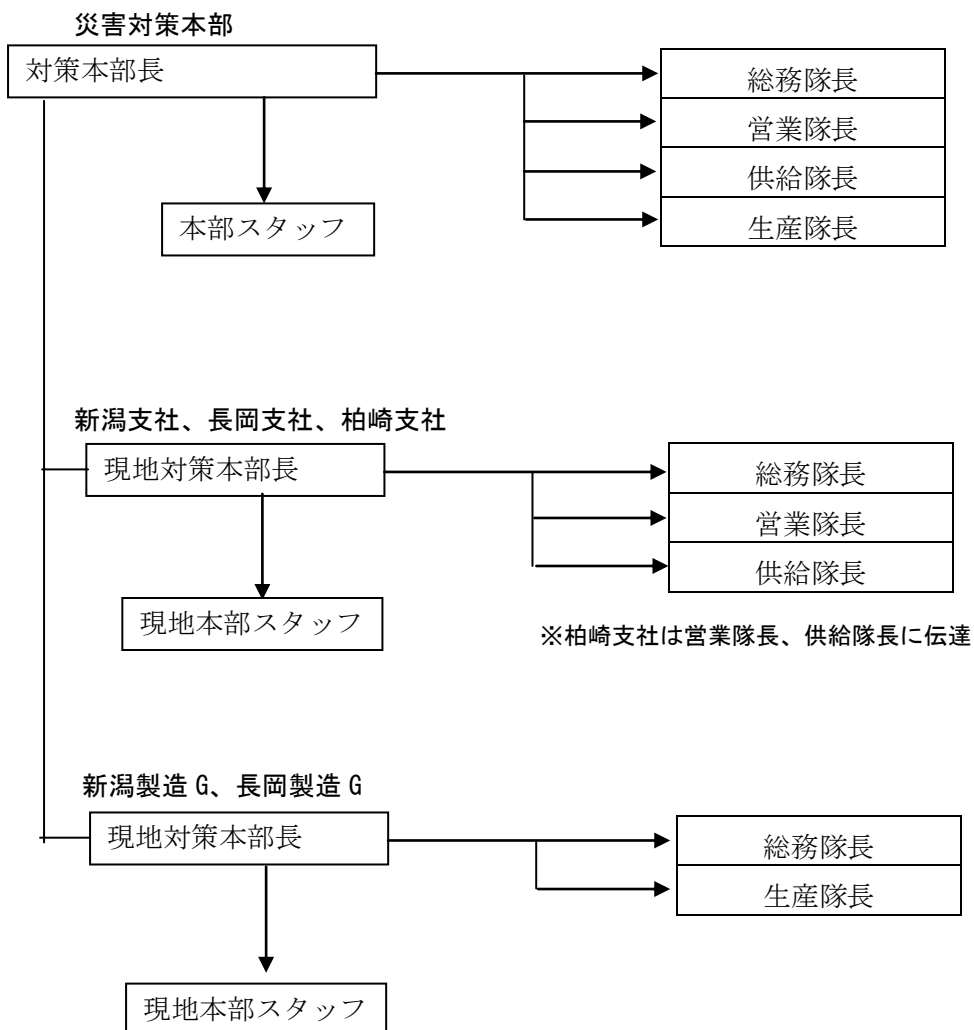 災害対策本部
対策本部長
総務隊長
営業隊長
供給隊長
生産隊長
本部スタッフ
新潟支社、長岡支社、柏崎支社
現地対策本部長
総務隊長
営業隊長
供給隊長
現地本部スタッフ
※柏崎支社は営業隊長、供給隊長に伝達
新潟製造G、長岡製造G
現地対策本部長
総務隊長
生産隊長
現地本部スタッフ